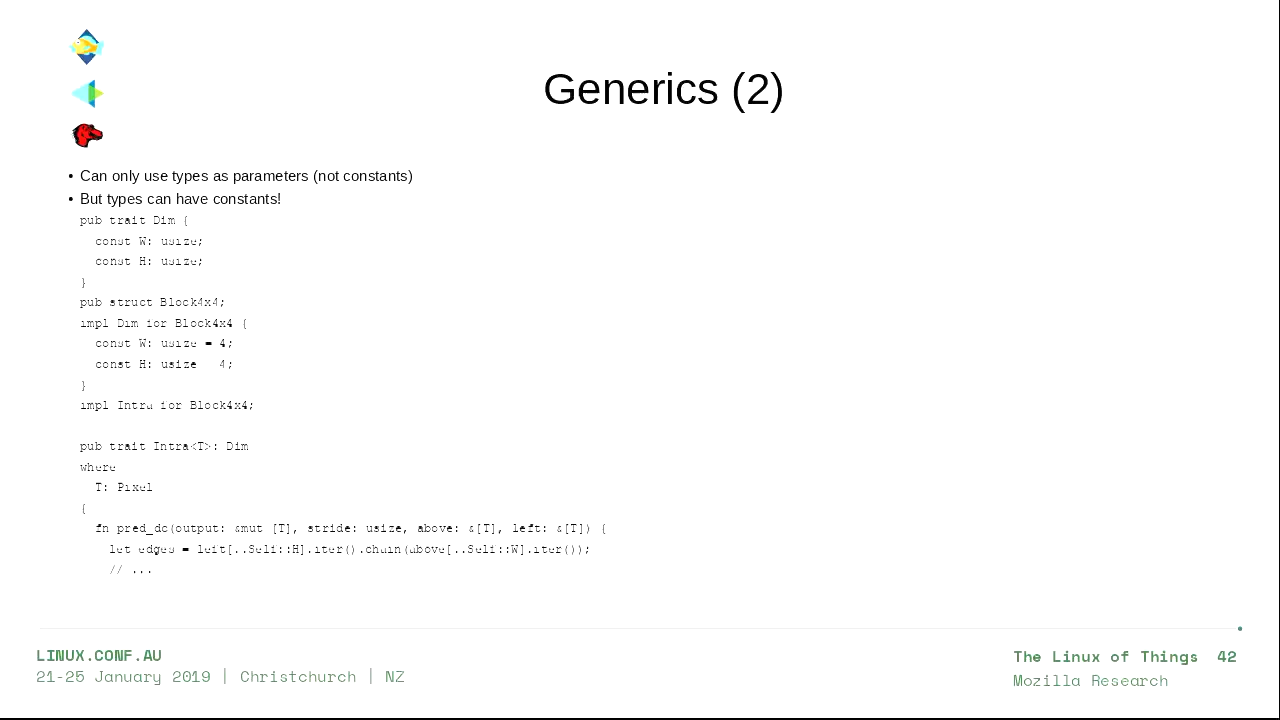 Generics (2)
• Can only use types as parameters (not constants)
• But types can have constants!
pub trait Dim {
const W: usize;
const H: usize;
}
pub struct Block4x4;
impl Dim for Block4x4 {
const W: usize = 4;
const H: usize = 4;
}
impl Intra for Block4x4;
pub trait Intra<T>: Dim
where
T: Pixel
{
fn pred_dc(output: &mut [T], stride: usize, above: &[T], left: &[T]) {
let edges = left[..Self::H].iter().chain(above[..Self::W].iter());
// ...
LINUX.CONF.AU
21-25 January 2019 | Christchurch | NZ
The Linux of Things 42
Mozilla Research